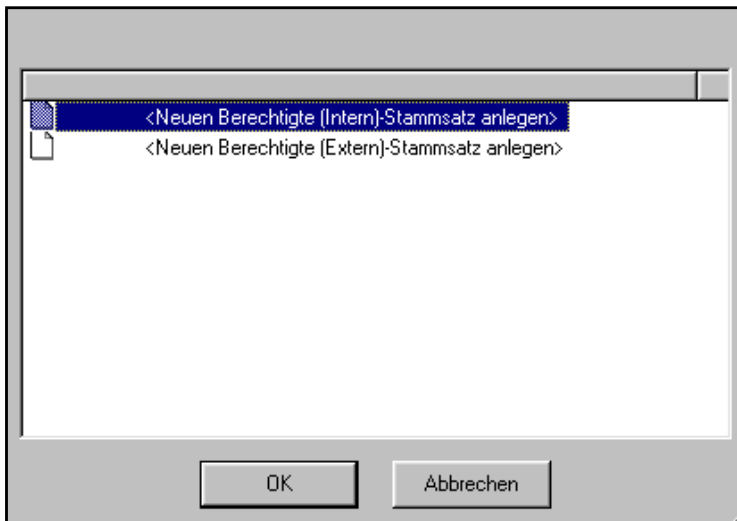 <Neuen Berechtigte (Intern)-Stammsatz anlegen>
<Neuen Berechtigte (Extern)-Stammsatz anlegen>
OK
Abbrechen